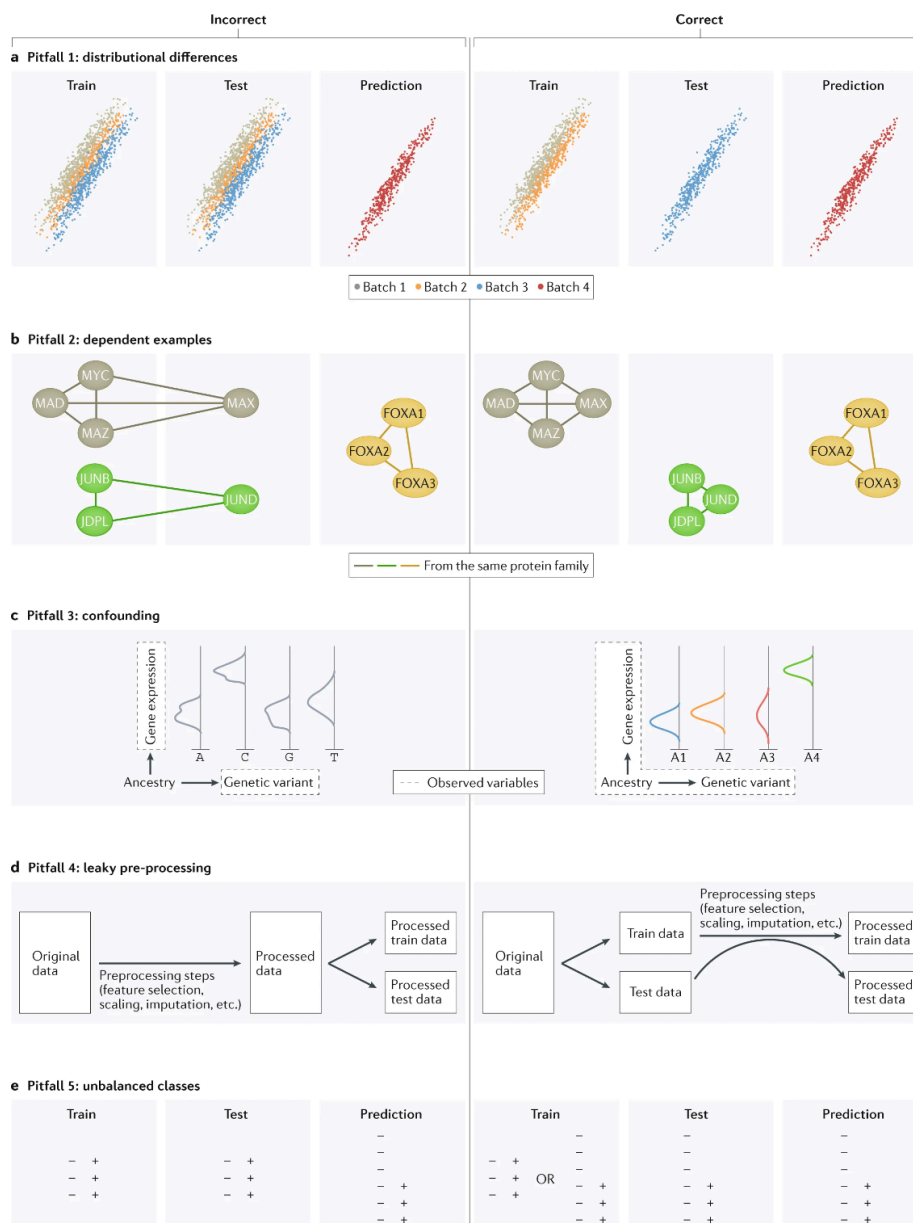 Incorrect
Correct
a Pitfall 1: distributional differences
Train
Test
Prediction
Train
Test
Prediction
Batch 1 Batch 2 Batch 3 Batch 4
b Pitfall 2: dependent examples
MYC
MAD
MAX
MAZ
JUNB
JUND
JDPL
FOXA1
FOXA2
FOXA3
MYC
MAD
MAX
MAZ
JUNB
JUND
JDPL
FOXA1
FOXA2
FOXA3
From the same protein family
c Pitfall 3: confounding
Gene expression
A C G T
Ancestry
Genetic variant
Observed variables
Gene expression
A1 A2 A3 A4
Ancestry
Genetic variant
d Pitfall 4: leaky pre-processing
Original
data
Preprocessing steps
(feature selection,
scaling, imputation, etc.)
Processed
data
Processed
train data
Processed
test data
Original
data
Train data
Test data
Preprocessing steps
(feature selection,
scaling, imputation, etc.)
Processed
train data
Processed
test data
e Pitfall 5: unbalanced classes
Train
− +
− +
− +
Test
− +
− +
− +
Prediction
−
−
−
− +
− +
− +
Train
− +
− +
− +
OR
−
−
−
− +
− +
− +
Test
−
−
−
− +
− +
− +
Prediction
−
−
−
− +
− +
− +